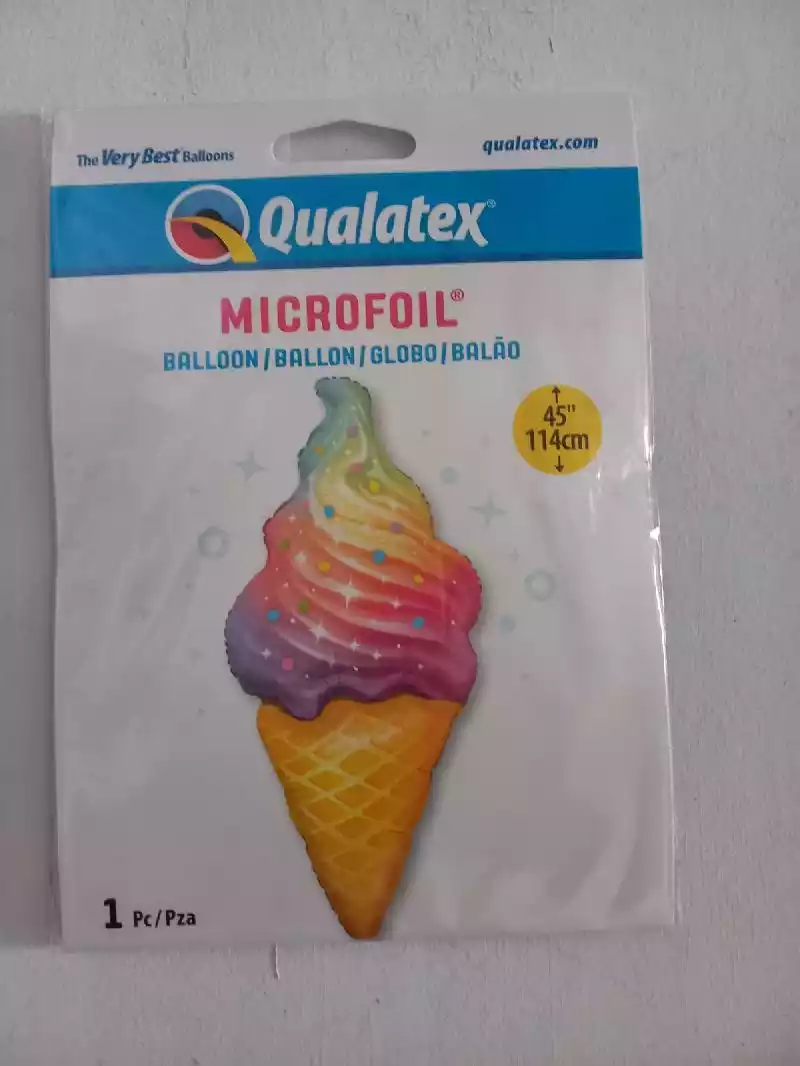 The Very Best® Balloons
qualatex.com
Qualatex®
MICROFOIL®
BALLOON/BALLON/GLOBO/BALÃO
45"
114cm
1 Pc/Pza